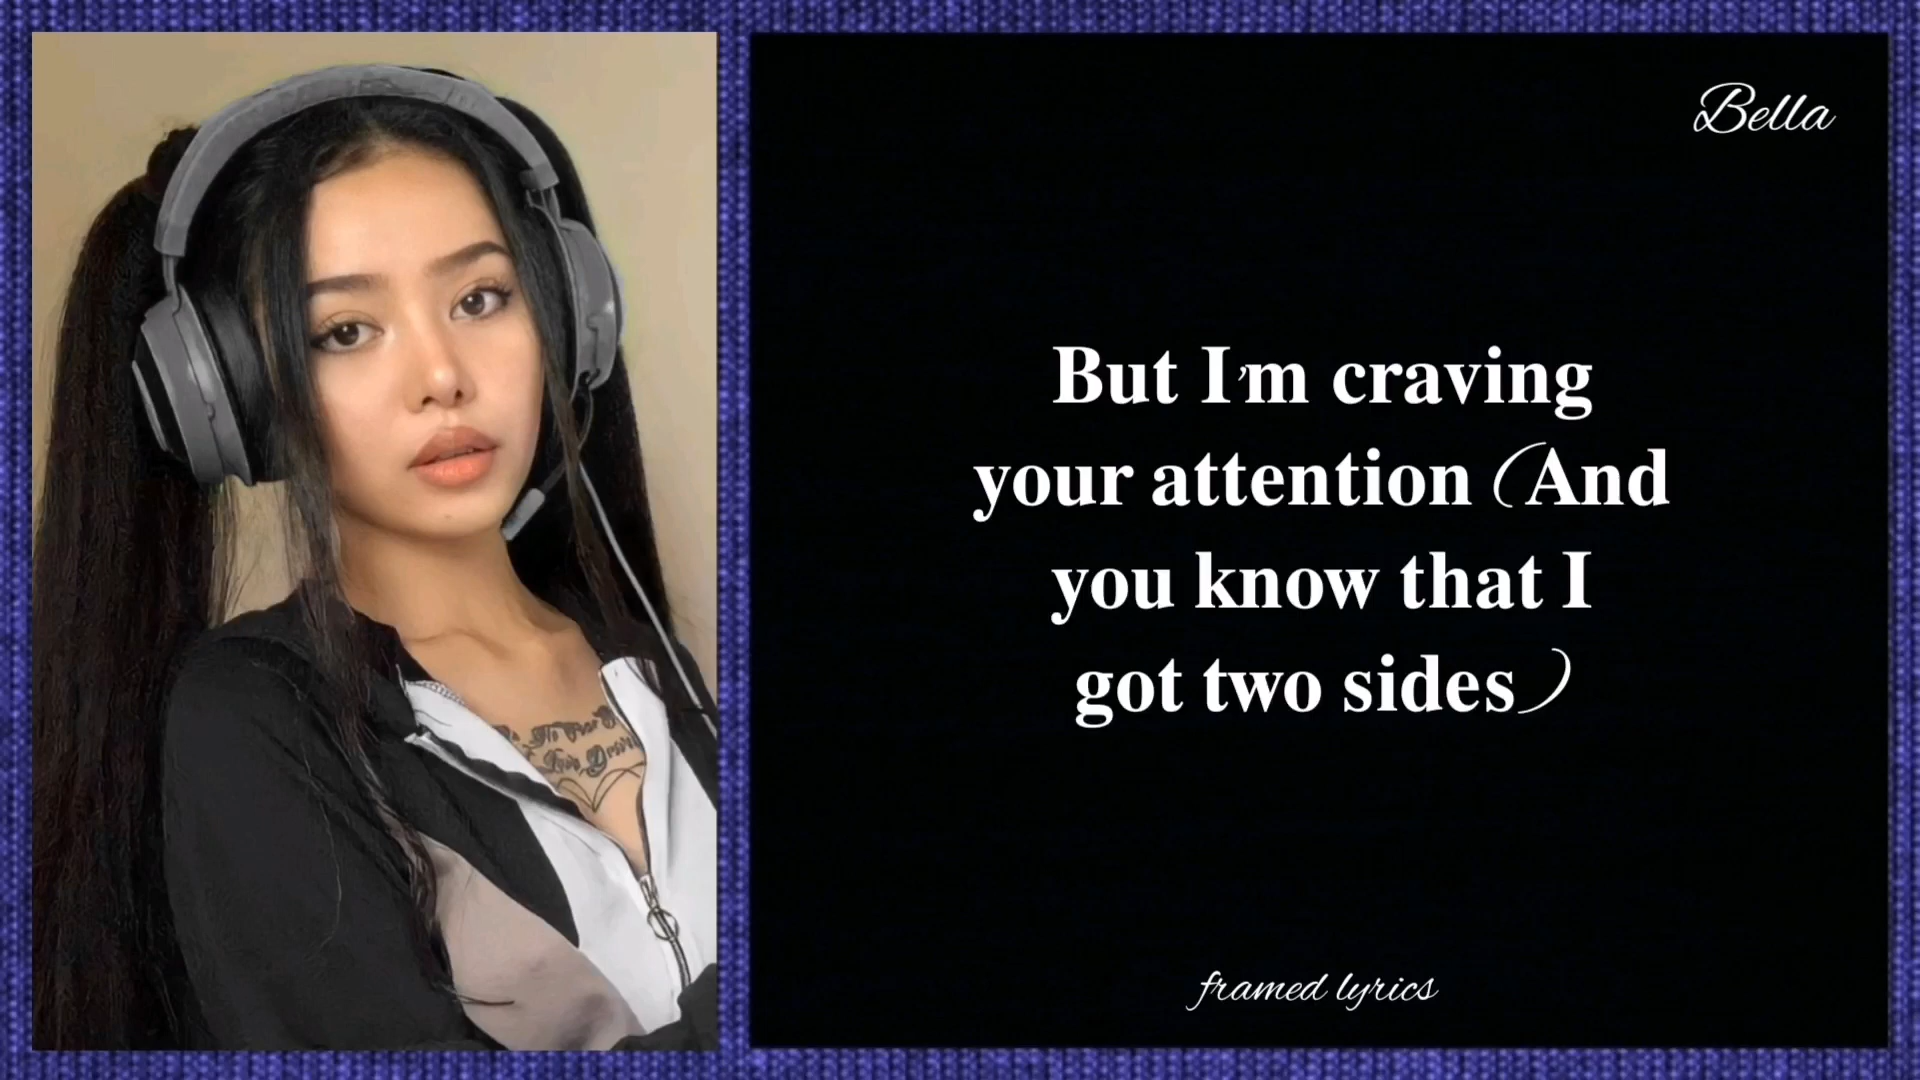 Bella
But I'm craving
your attention (And
you know that I
got two sides)
framed lyrics